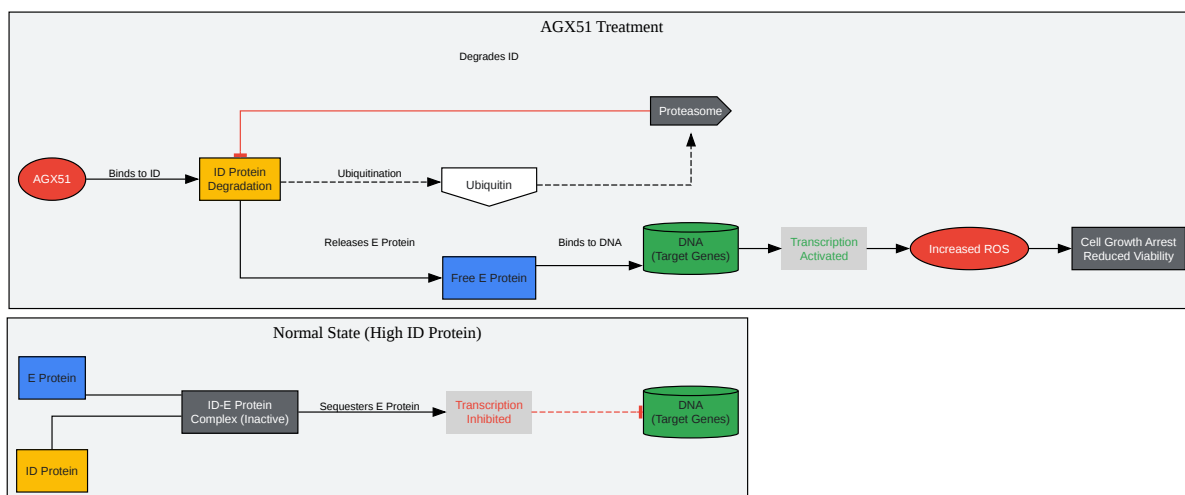 AGX51 Treatment
Degrades ID
Proteasome
AGX51
Binds to ID
ID Protein
Degradation
Ubiquitination
Ubiquitin
Releases E Protein
Free E Protein
Binds to DNA
DNA
(Target Genes)
Transcription
Activated
Increased ROS
Cell Growth Arrest
Reduced Viability
Normal State (High ID Protein)
E Protein
ID Protein
ID-E Protein
Complex (Inactive)
Sequesters E Protein
Transcription
Inhibited
DNA
(Target Genes)